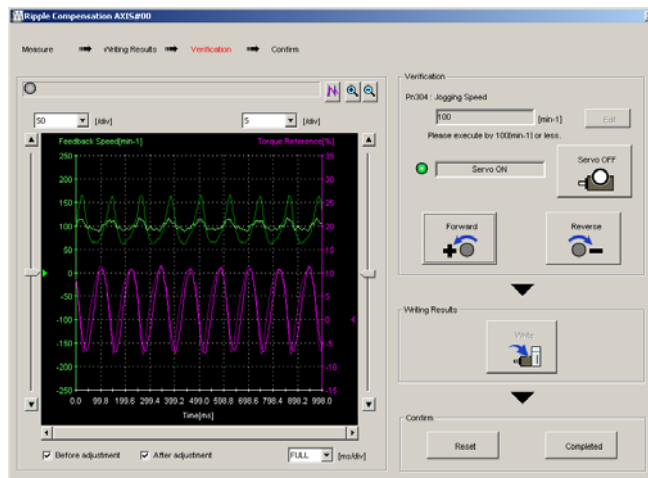 Ripple Compensation AXIS#00
Measure Writing Results Verification Confirm
50 [/div] 5 [/div]
Feedback Speed[min-1] Torque Reference[%]
250 35
200 30
150 25
100 20
50 15
0 10
-50 5
-100 0
-150 -5
-200 -10
-250 -15
0.0 99.8 199.6 299.4 399.2 499.0 598.8 698.6 798.4 898.2 998.0
Time[ms]
Before adjustment After adjustment FULL [ms/div]
Verification
Pn304 : Jogging Speed
100 [min-1] Edit
Please execute by 100[min-1] or less.
Servo ON
Servo OFF
Forward Reverse
Writing Results
Write
Confirm
Reset Completed